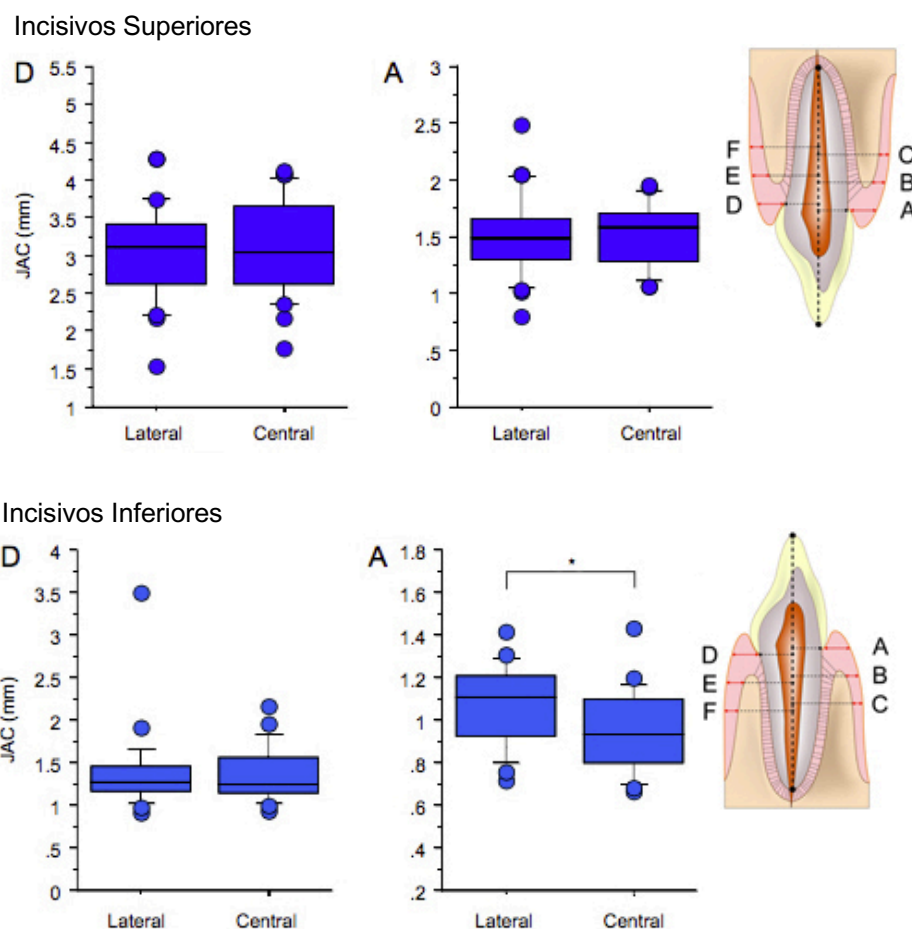 Incisivos Superiores
D
JAC (mm)
5.5
5
4.5
4
3.5
3
2.5
2
1.5
1
Lateral Central
A
3
2.5
2
1.5
1
.5
0
Lateral Central
F
E
D
C
B
A
Incisivos Inferiores
D
JAC (mm)
4
3.5
3
2.5
2
1.5
1
.5
0
Lateral Central
A
1.8
1.6
1.4
1.2
1
.8
.6
.4
.2
*
Lateral Central
D
E
F
A
B
C